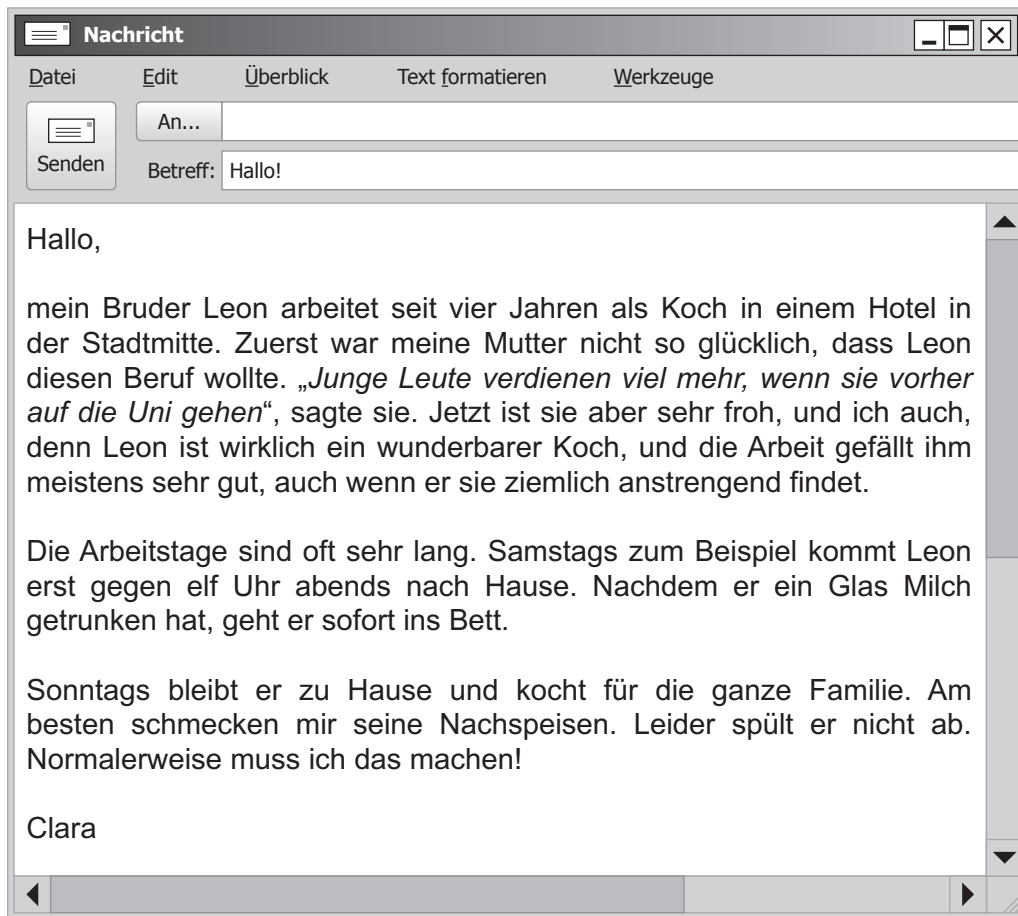 Nachricht
Datei Edit Überblick Text formatieren Werkzeuge
An...
Senden
Betreff: Hallo!
Hallo,
mein Bruder Leon arbeitet seit vier Jahren als Koch in einem Hotel in
der Stadtmitte. Zuerst war meine Mutter nicht so glücklich, dass Leon
diesen Beruf wollte. „Junge Leute verdienen viel mehr, wenn sie vorher
auf die Uni gehen“, sagte sie. Jetzt ist sie aber sehr froh, und ich auch,
denn Leon ist wirklich ein wunderbarer Koch, und die Arbeit gefällt ihm
meistens sehr gut, auch wenn er sie ziemlich anstrengend findet.
Die Arbeitstage sind oft sehr lang. Samstags zum Beispiel kommt Leon
erst gegen elf Uhr abends nach Hause. Nachdem er ein Glas Milch
getrunken hat, geht er sofort ins Bett.
Sonntags bleibt er zu Hause und kocht für die ganze Familie. Am
besten schmecken mir seine Nachspeisen. Leider spült er nicht ab.
Normalerweise muss ich das machen!
Clara